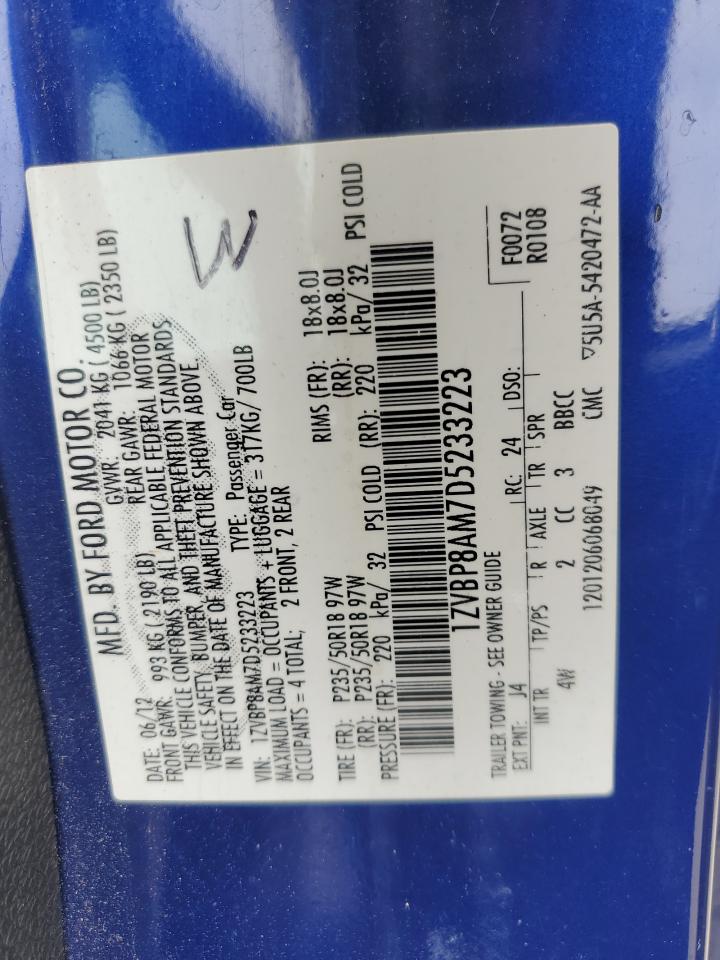 MFD. BY FORD MOTOR CO.
DATE: 06/12 GVWR: 2041 KG ( 4500 LB)
FRONT GAWR: 993 KG ( 2190 LB) REAR GAWR: 1066 KG ( 2350 LB)
THIS VEHICLE CONFORMS TO ALL APPLICABLE FEDERAL MOTOR
VEHICLE SAFETY, BUMPER, AND THEFT PREVENTION STANDARDS
IN EFFECT ON THE DATE OF MANUFACTURE SHOWN ABOVE.
VIN: 1ZVBP8AM7D5233223 TYPE: Passenger Car
MAXIMUM LOAD = OCCUPANTS + LUGGAGE = 317KG/ 700LB
OCCUPANTS = 4 TOTAL; 2 FRONT, 2 REAR
TIRE (FR): P235/50R18 97W RIMS (FR): 18x8.0J
(RR): P235/50R18 97W (RR): 18x8.0J
PRESSURE (FR): 220 kPa/ 32 PSI COLD (RR): 220 kPa/ 32 PSI COLD
1ZVBP8AM7D5233223
TRAILER TOWING - SEE OWNER GUIDE
F0072
EXT PNT: J4 RC: 24 DSO: R0108
INT TR TP/PS R AXLE TR SPR
4W 2 CC 3 BBCC
1201206068049 CMC ▽5U5A-5420472-AA